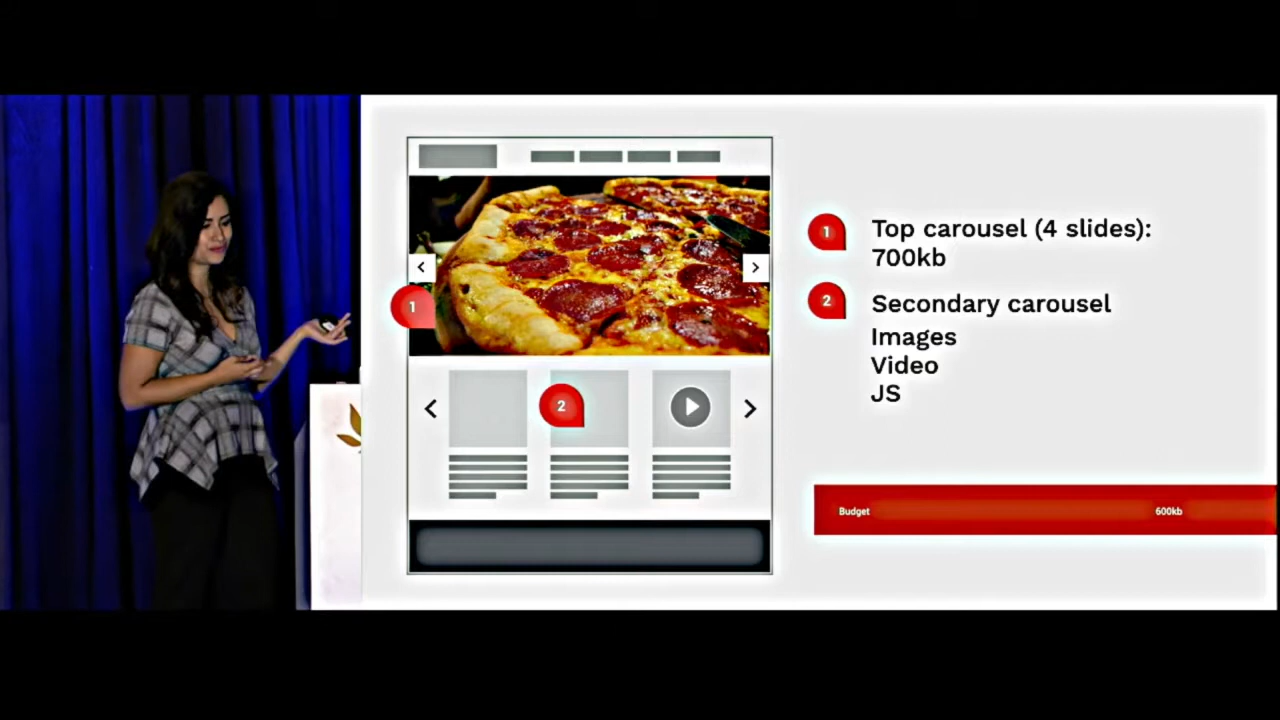 1
2
1
Top carousel (4 slides):
700kb
2
Secondary carousel
Images
Video
JS
Budget 600kb